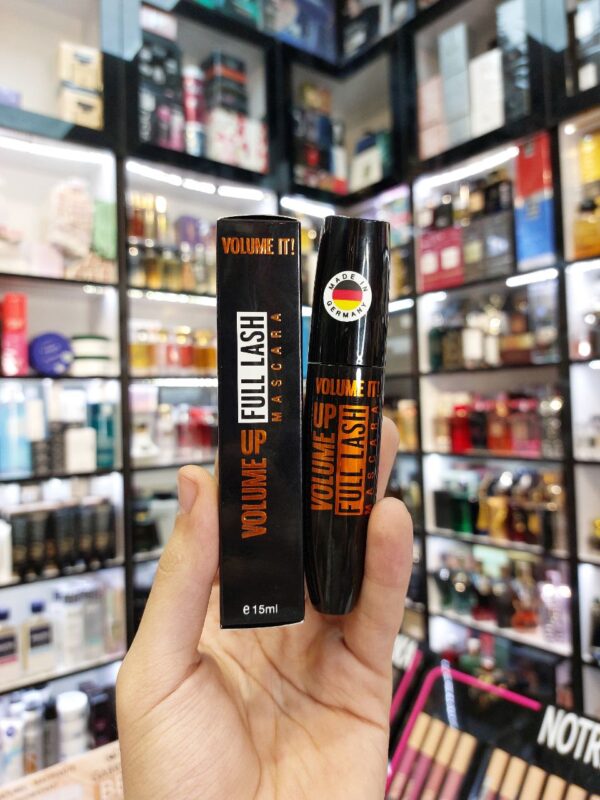 VOLUME IT!
VOLUME UP
FULL LASH
MASCARA
℮ 15ml
MADE IN
GERMANY
VOLUME IT!
VOLUME UP
FULL LASH
MASCARA
NOTR